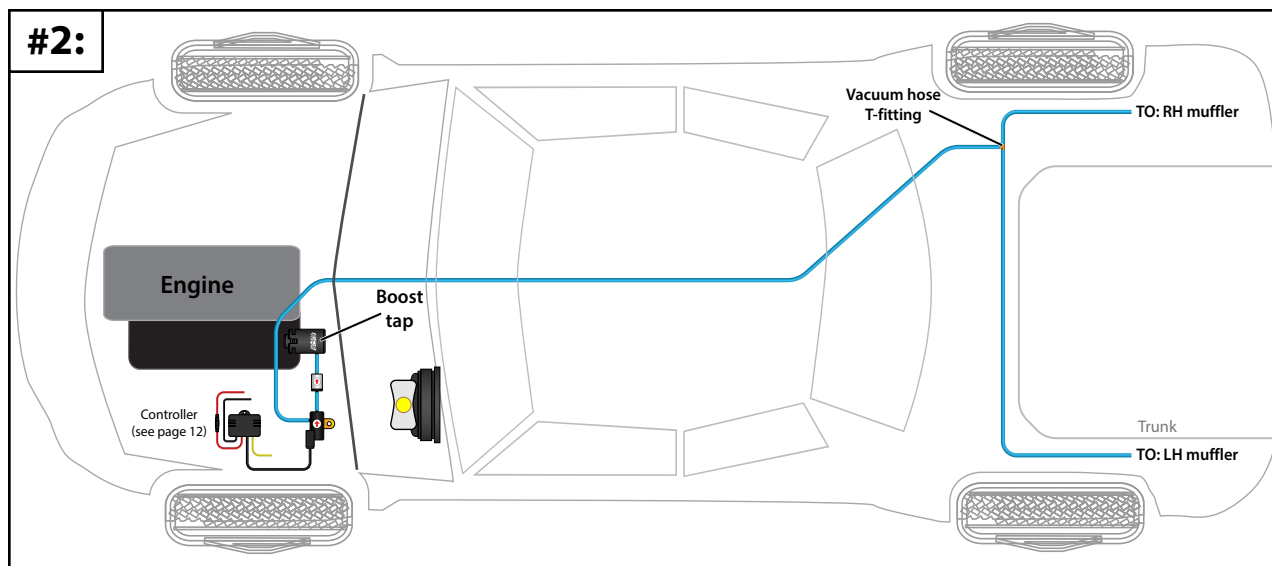 #2:
Vacuum hose
T-fitting
TO: RH muffler
Engine
Boost
tap
Controller
(see page 12)
Trunk
TO: LH muffler